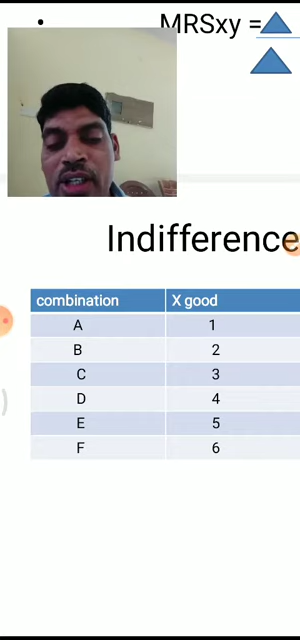 • MRSxy =
Indifference
combination X good
A 1
B 2
C 3
D 4
E 5
F 6